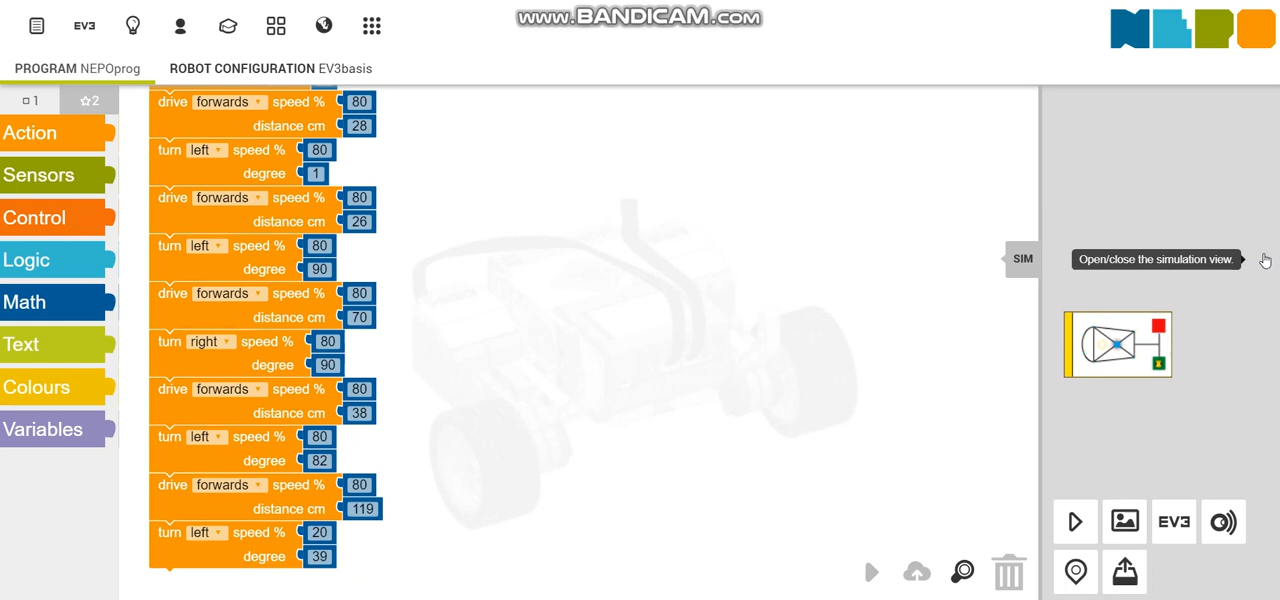 www.BANDICAM.com
EV3
PROGRAM NEPOprog
ROBOT CONFIGURATION EV3basis
1
2
Action
Sensors
Control
Logic
Math
Text
Colours
Variables
drive forwards speed % 80
distance cm 28
turn left speed % 80
degree 1
drive forwards speed % 80
distance cm 26
turn left speed % 80
degree 90
drive forwards speed % 80
distance cm 70
turn right speed % 80
degree 90
drive forwards speed % 80
distance cm 38
turn left speed % 80
degree 82
drive forwards speed % 80
distance cm 119
turn left speed % 20
degree 39
SIM
Open/close the simulation view.
EV3